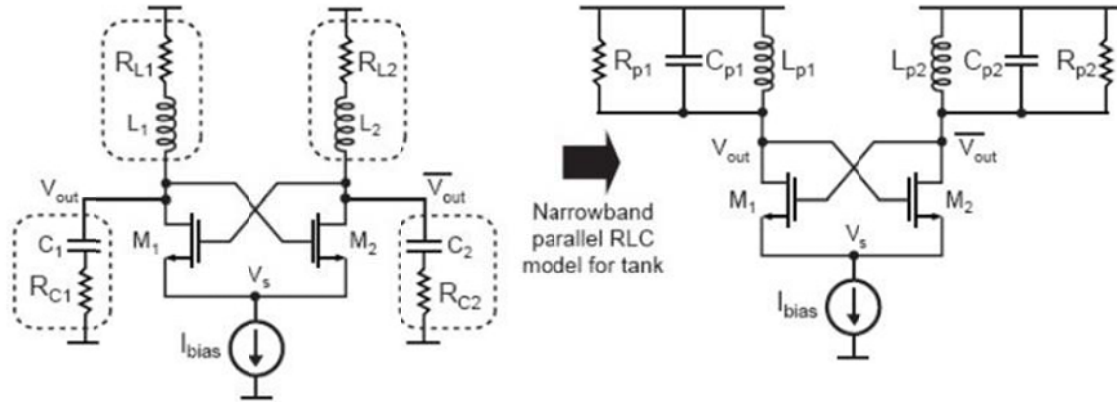 R_L1
R_L2
L_1
L_2
V_out
V̅_out
C_1
M_1
M_2
C_2
R_C1
V_s
R_C2
I_bias
Narrowband
parallel RLC
model for tank
R_p1
C_p1
L_p1
L_p2
C_p2
R_p2
V_out
V̅_out
M_1
M_2
V_s
I_bias